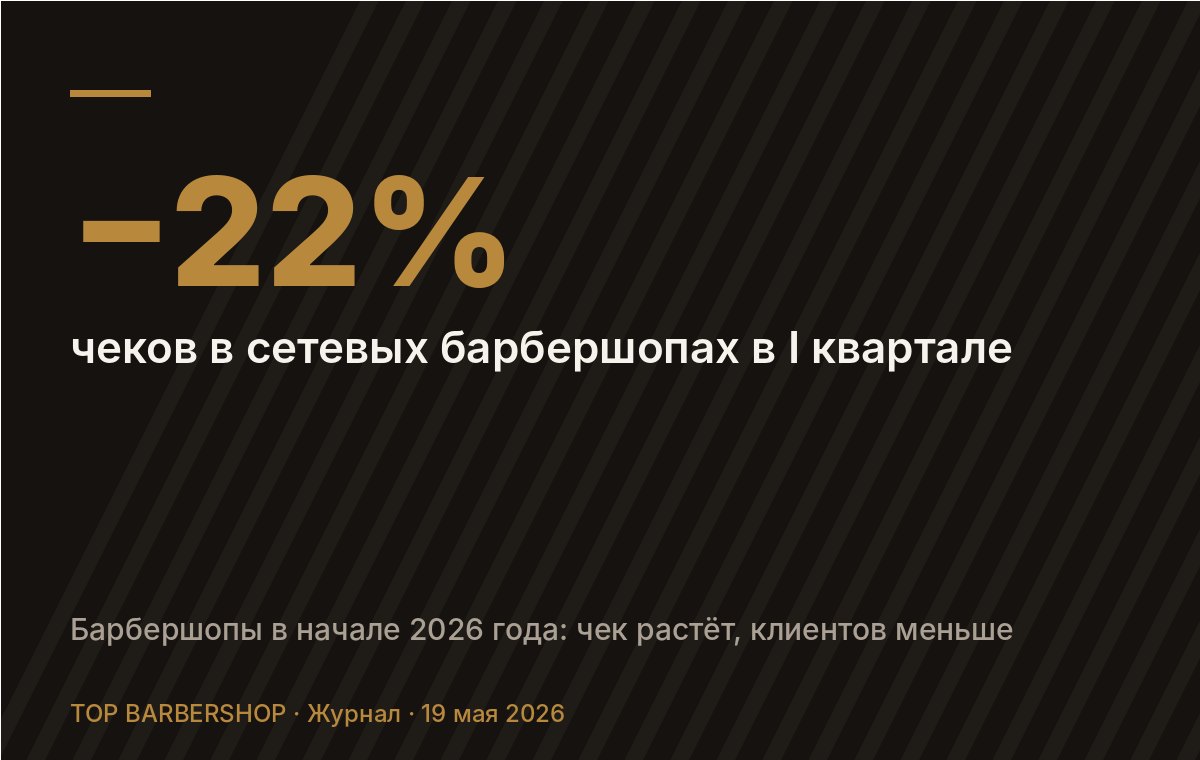 −22%
чеков в сетевых барбершопах в I квартале
Барбершопы в начале 2026 года: чек растёт, клиентов меньше
TOP BARBERSHOP · Журнал · 19 мая 2026